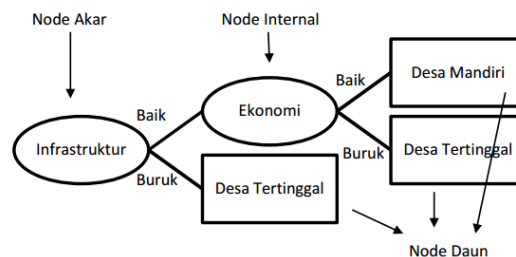 Node Akar
Node Internal
Baik
Desa Mandiri
Baik
Ekonomi
Infrastruktur
Buruk
Desa Tertinggal
Buruk
Desa Tertinggal
Node Daun